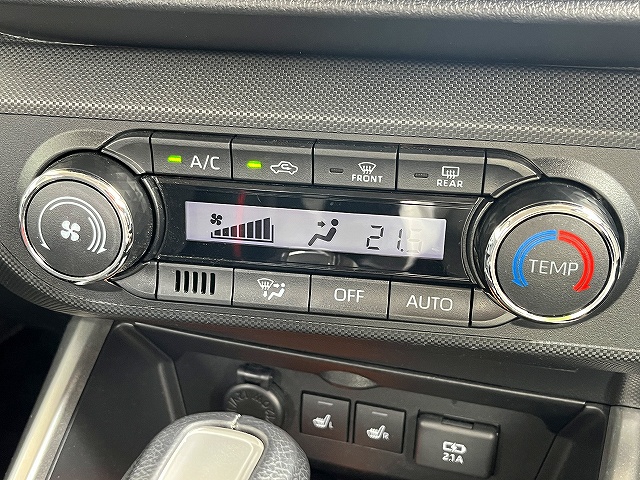 A/C
FRONT
REAR
21.5
TEMP
OFF
AUTO
L
R
2.1A